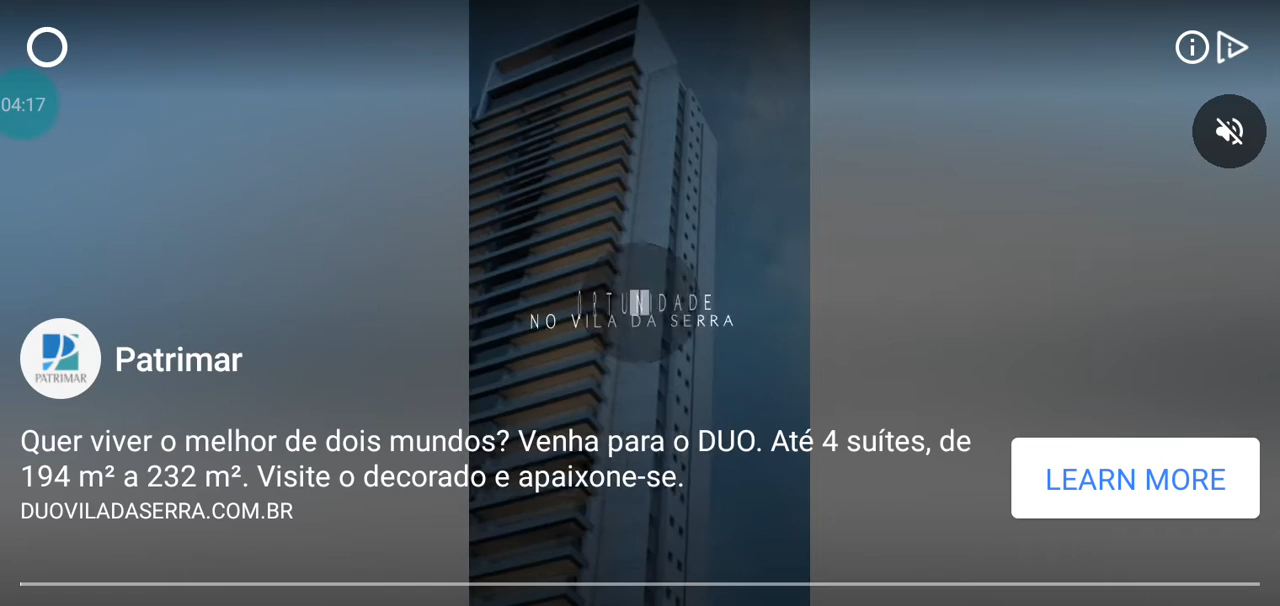 04:17
ORTUNIDADE
NO VILA DA SERRA
PATRIMAR
Patrimar
Quer viver o melhor de dois mundos? Venha para o DUO. Até 4 suítes, de
194 m² a 232 m². Visite o decorado e apaixone-se.
DUOVILADASERRA.COM.BR
LEARN MORE